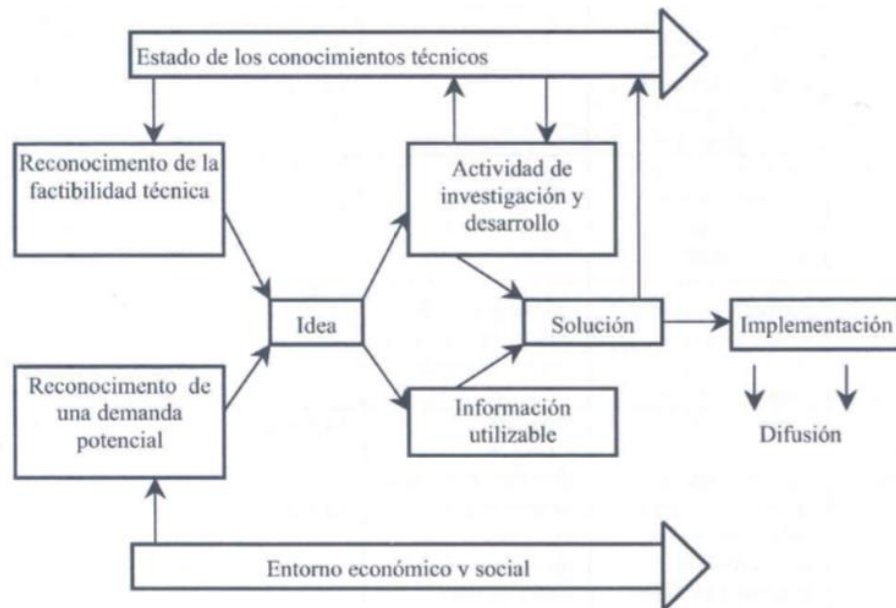 Estado de los conocimientos técnicos
Reconocimento de la
factibilidad técnica
Actividad de
investigación y
desarrollo
Idea
Solución
Implementación
Reconocimento de
una demanda
potencial
Información
utilizable
Difusión
Entorno económico y social